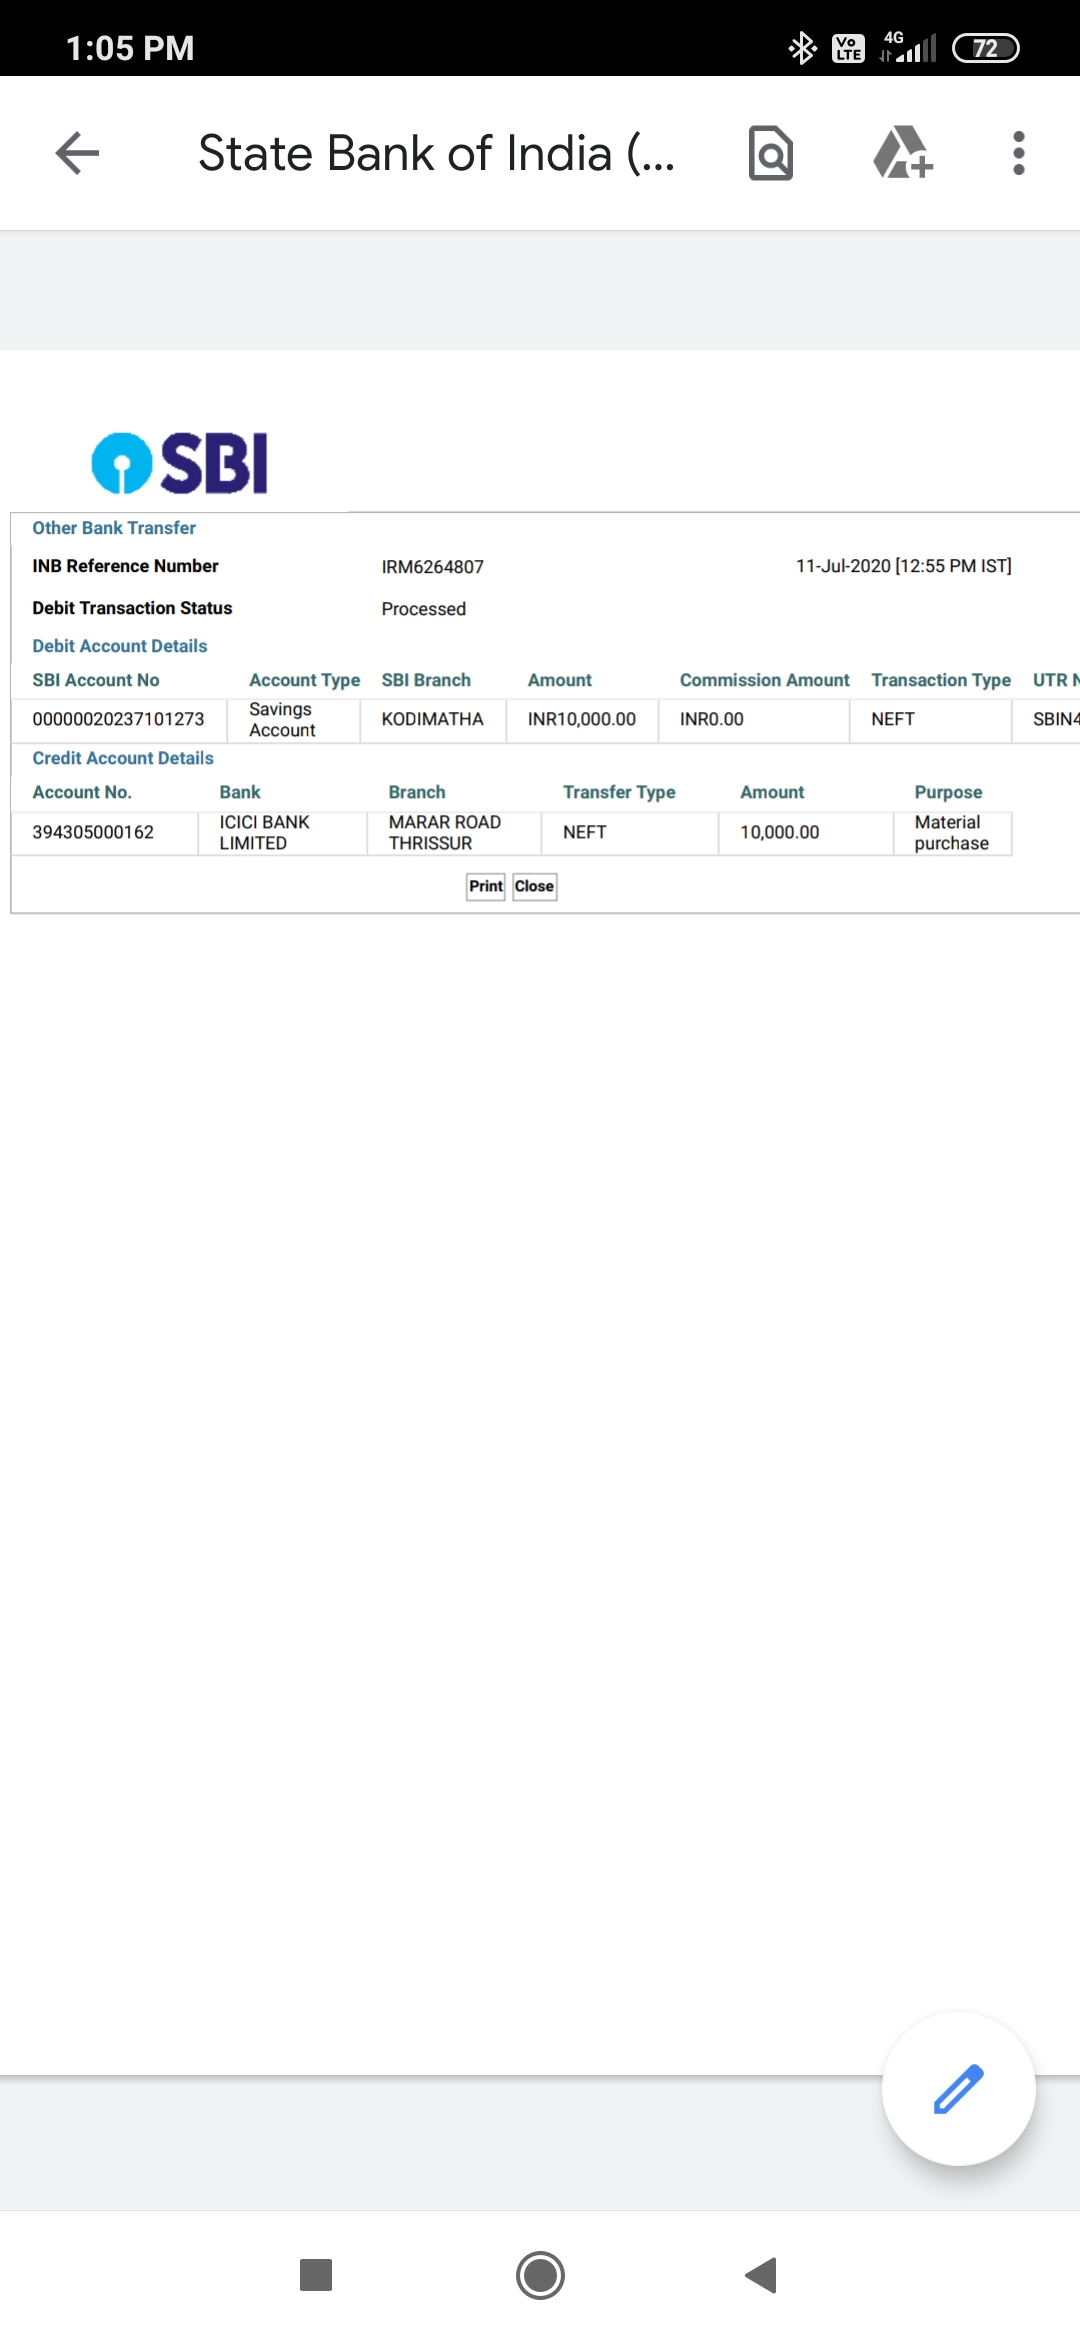 1:05 PM
Vo LTE 4G 72
State Bank of India (...
SBI
Other Bank Transfer
INB Reference Number IRM6264807 11-Jul-2020 [12:55 PM IST]
Debit Transaction Status Processed
Debit Account Details
SBI Account No Account Type SBI Branch Amount Commission Amount Transaction Type UTR
00000020237101273 Savings Account KODIMATHA INR10,000.00 INR0.00 NEFT SBIN4
Credit Account Details
Account No. Bank Branch Transfer Type Amount Purpose
394305000162 ICICI BANK LIMITED MARAR ROAD THRISSUR NEFT 10,000.00 Material purchase
Print Close